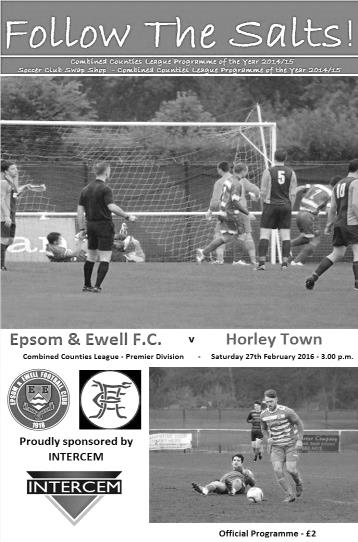 Follow The Salts!
Combined Counties League Programme of the Year 2014/15
Soccer Club Swap Shop - Combined Counties League Programme of the Year 2014/15
5
17
10
Epsom & Ewell F.C. v Horley Town
Combined Counties League - Premier Division - Saturday 27th February 2016 - 3.00 p.m.
EPSOM & EWELL FOOTBALL CLUB
E E
1918
Proudly sponsored by
INTERCEM
INTERCEM
Official Programme - £2